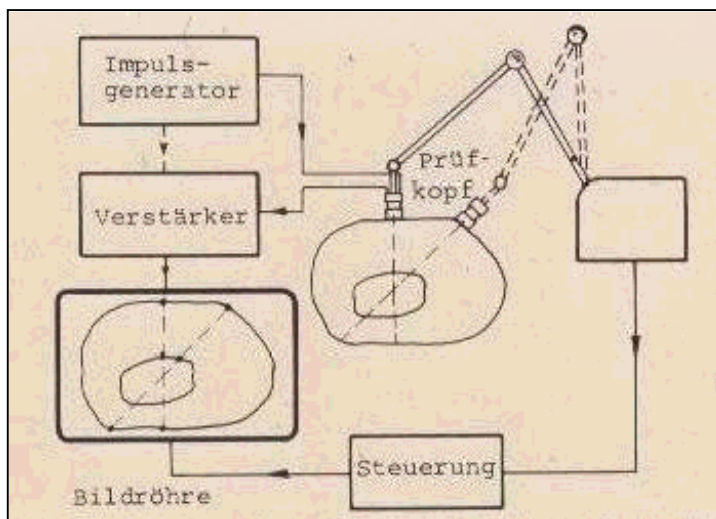 Impuls-
generator
Prüf-
kopf
Verstärker
Steuerung
Bildröhre